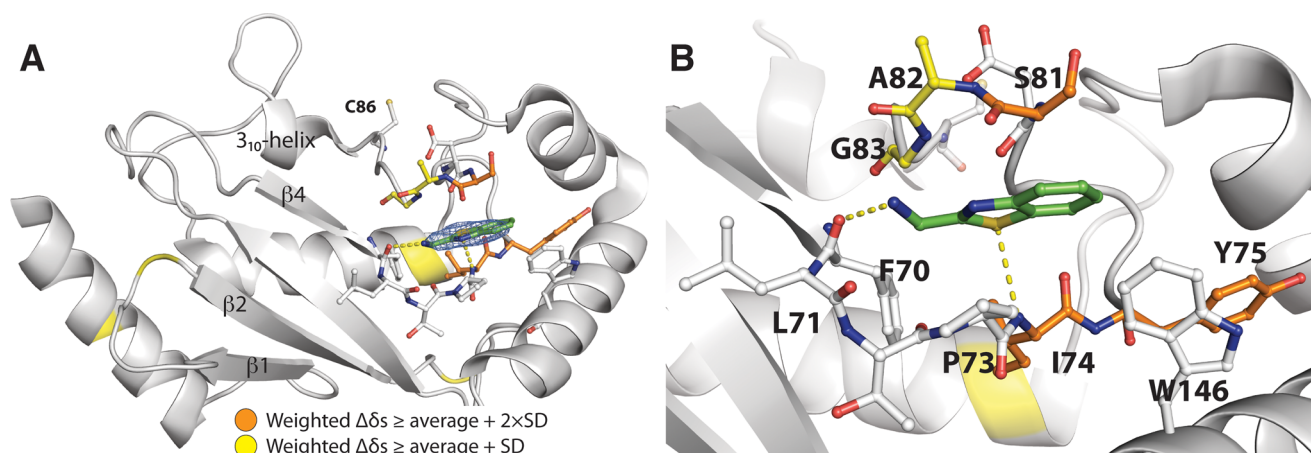 A
C86
3₁₀-helix
β4
β2
β1
Weighted Δδs ≥ average + 2×SD
Weighted Δδs ≥ average + SD
B
A82
S81
G83
F70
Y75
L71
P73
I74
W146